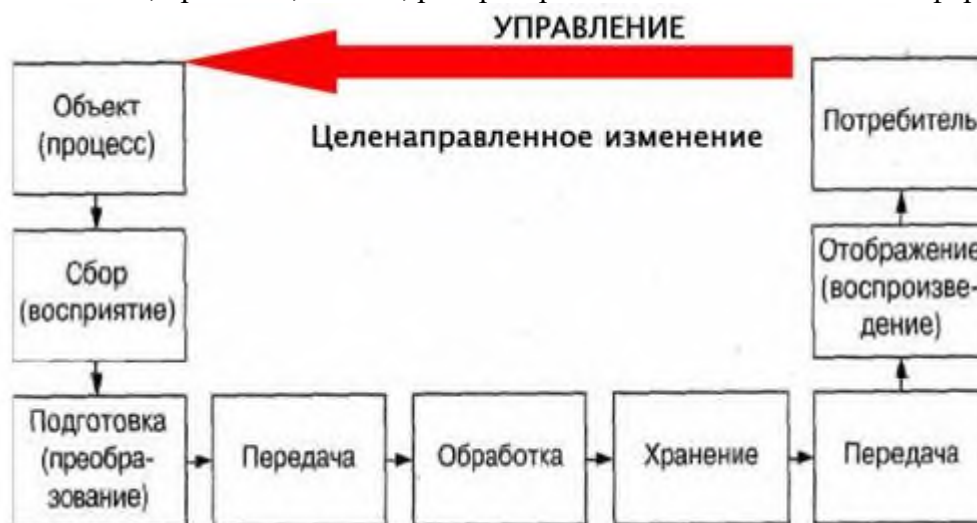 УПРАВЛЕНИЕ
Объект
(процесс)
Целенаправленное изменение
Потребитель
Сбор
(восприятие)
Отображение
(воспроизве-
дение)
Подготовка
(преобра-
зование)
Передача
Обработка
Хранение
Передача